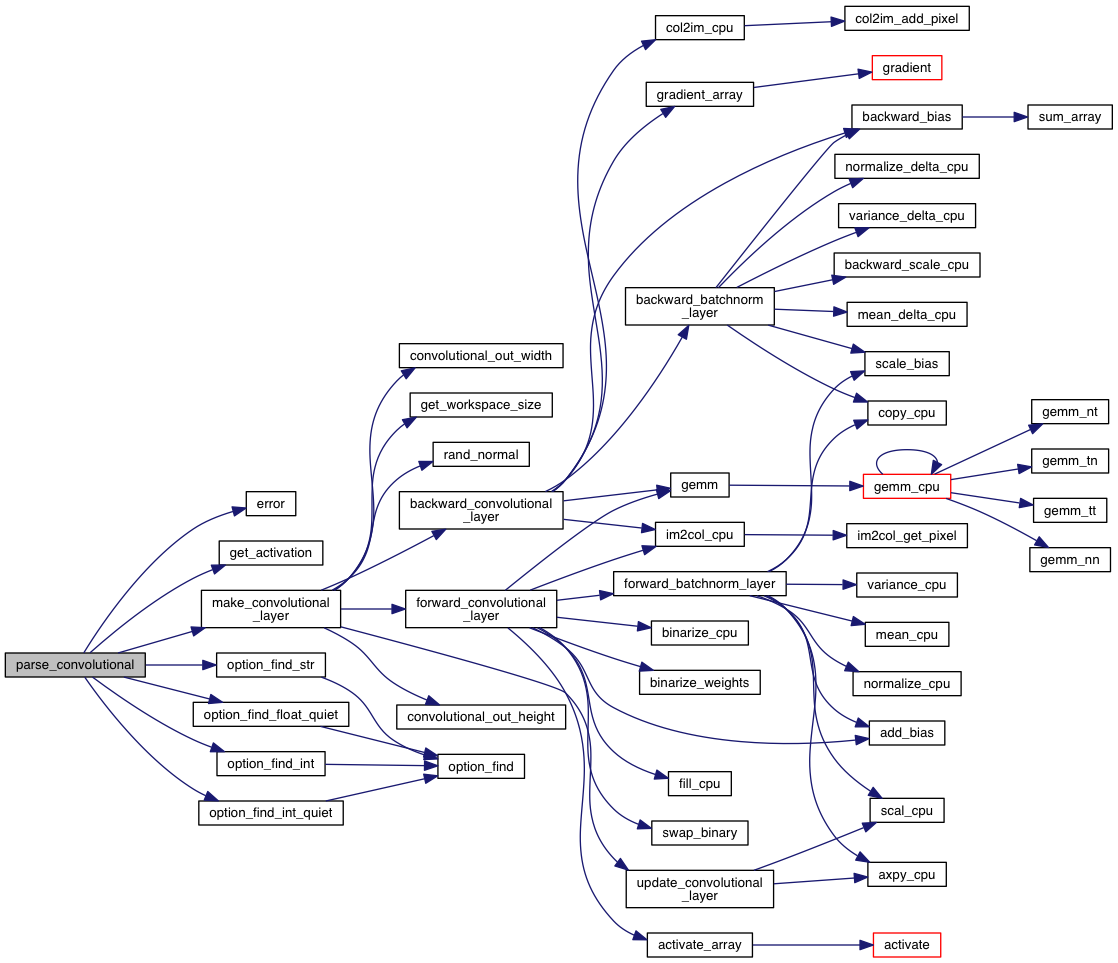 col2im_cpu
col2im_add_pixel
gradient_array
gradient
backward_bias
sum_array
normalize_delta_cpu
variance_delta_cpu
backward_scale_cpu
backward_batchnorm
_layer
mean_delta_cpu
convolutional_out_width
scale_bias
get_workspace_size
copy_cpu
gemm_nt
rand_normal
gemm_tn
gemm
gemm_cpu
error
backward_convolutional
_layer
gemm_tt
im2col_cpu
im2col_get_pixel
get_activation
gemm_nn
forward_batchnorm_layer
variance_cpu
make_convolutional
_layer
forward_convolutional
_layer
binarize_cpu
mean_cpu
parse_convolutional
option_find_str
binarize_weights
normalize_cpu
option_find_float_quiet
convolutional_out_height
add_bias
option_find_int
option_find
fill_cpu
option_find_int_quiet
scal_cpu
swap_binary
update_convolutional
_layer
axpy_cpu
activate_array
activate